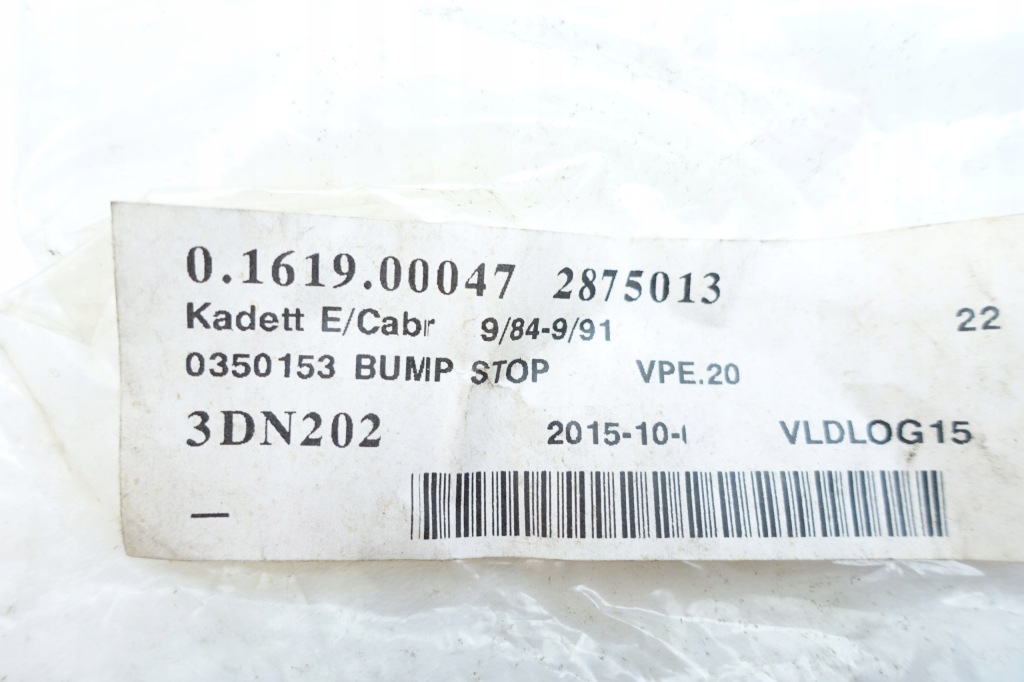 0.1619.00047 2875013
Kadett E/Cabr 9/84-9/91 22
0350153 BUMP STOP VPE.20
3DN202 2015-10- VLDLOG15